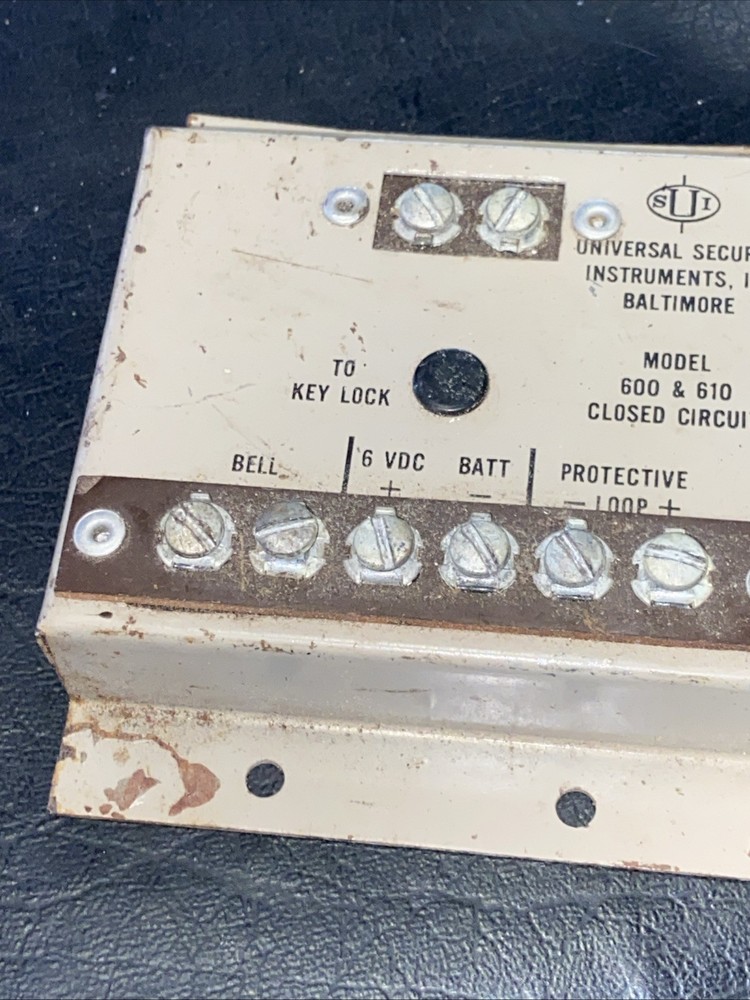 SUI
UNIVERSAL SECUR
INSTRUMENTS, I
BALTIMORE
TO
KEY LOCK
MODEL
600 & 610
CLOSED CIRCUI
BELL
6 VDC BATT
+ −
PROTECTIVE
− LOOP +